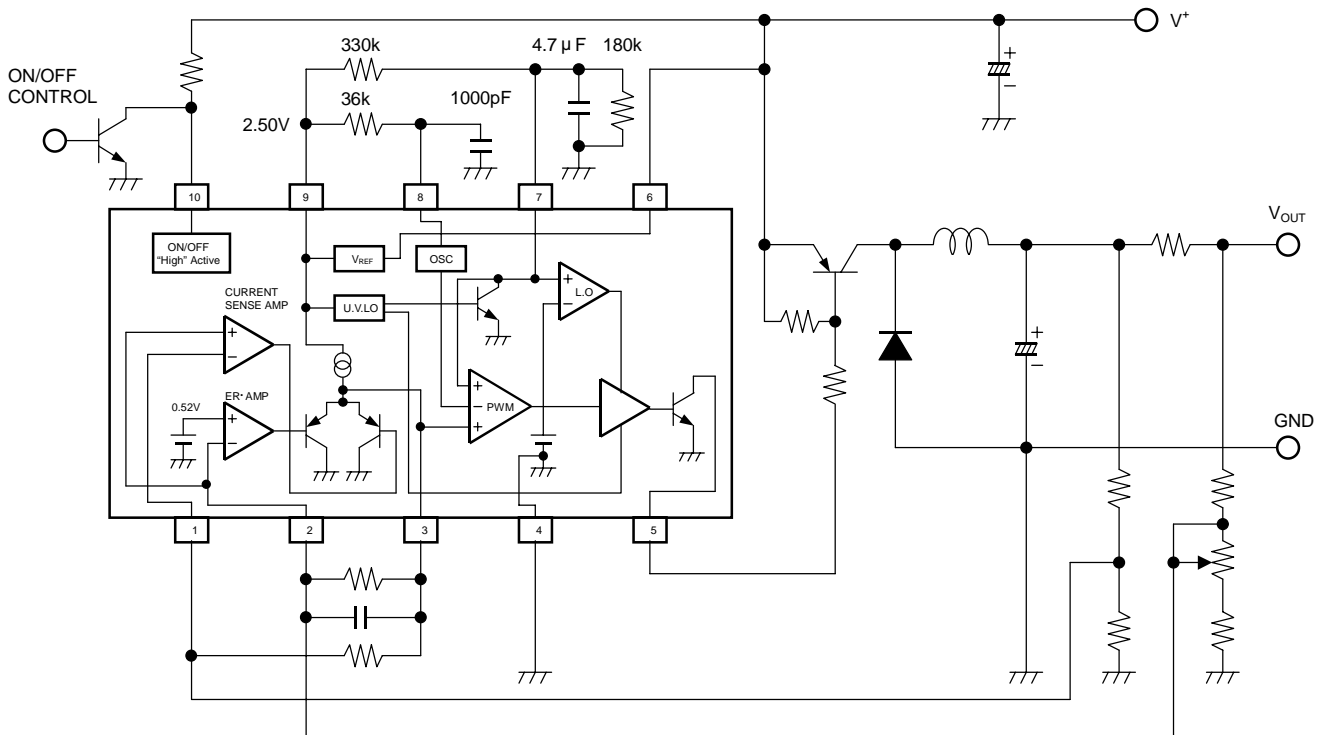 V+
330k
4.7 μ F
180k
ON/OFF
CONTROL
36k
1000pF
2.50V
+
−
10
9
8
7
6
ON/OFF
"High" Active
VREF
OSC
VOUT
CURRENT
SENSE AMP
U.V.LO
+
−
L.O
+
−
+
−
ER· AMP
0.52V
+
−
+
−
+
PWM
GND
1
2
3
4
5